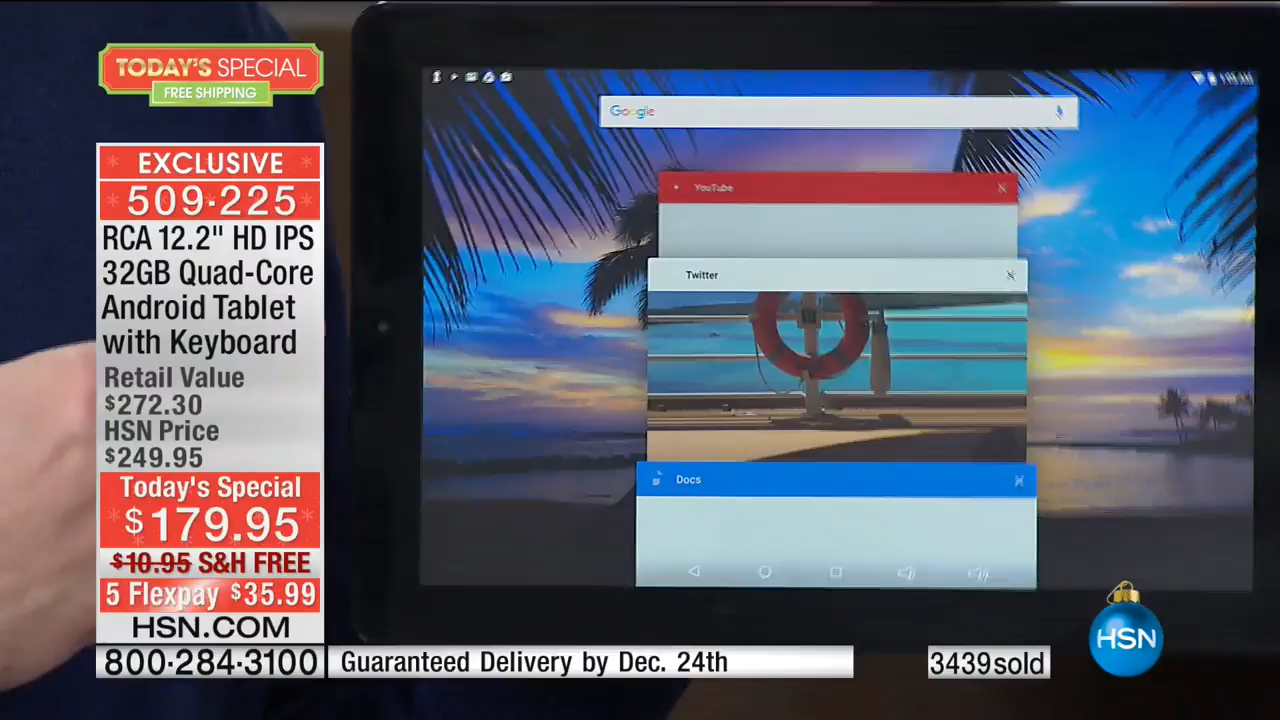 TODAY'S SPECIAL
FREE SHIPPING
EXCLUSIVE
509-225
RCA 12.2" HD IPS
32GB Quad-Core
Android Tablet
with Keyboard
Retail Value
$272.30
HSN Price
$249.95
Today's Special
$179.95
$10.95 S&H FREE
5 Flexpay $35.99
HSN.COM
800-284-3100
Guaranteed Delivery by Dec. 24th
3439 sold
HSN
Google
YouTube
Twitter
Docs